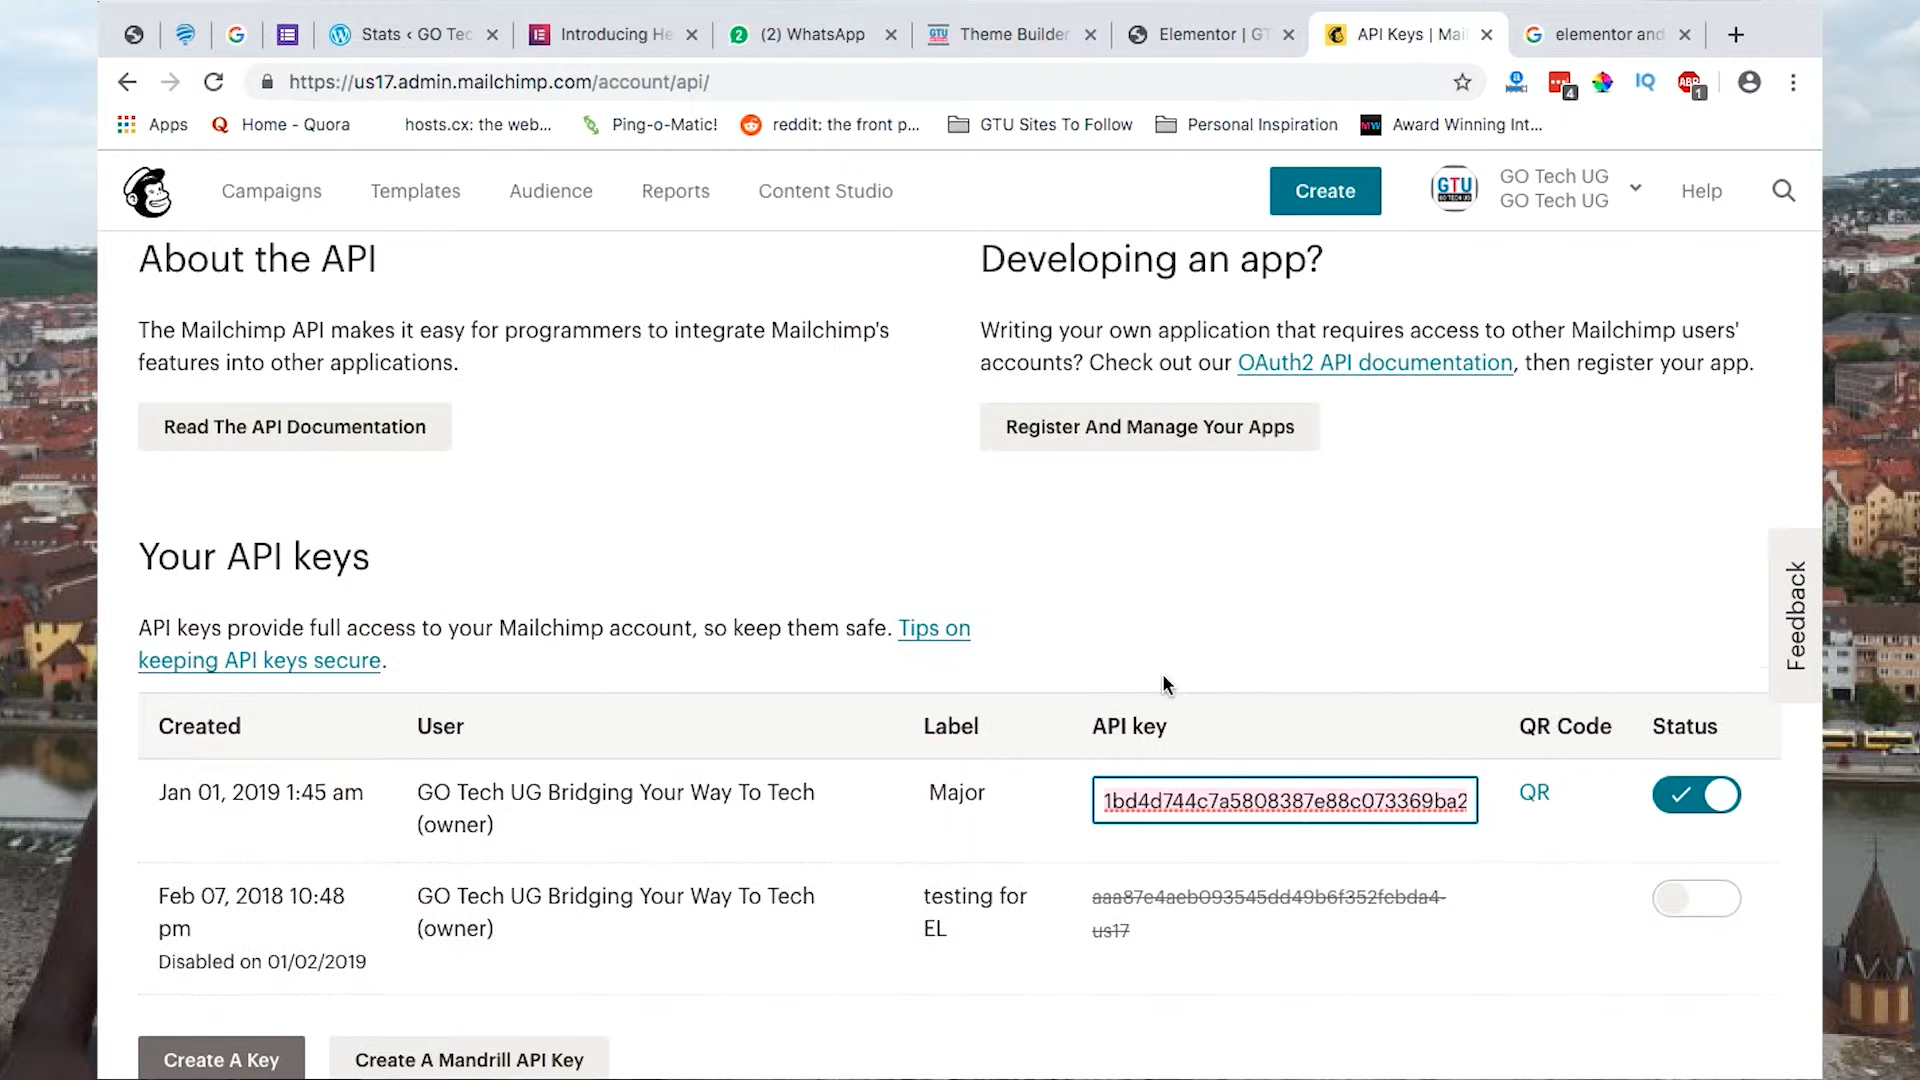 Stats ‹ GO Tec
Introducing He
(2) WhatsApp
Theme Builder
Elementor | GT
API Keys | Mail
elementor and
https://us17.admin.mailchimp.com/account/api/
Apps
Home - Quora
hosts.cx: the web...
Ping-o-Matic!
reddit: the front p...
GTU Sites To Follow
Personal Inspiration
Award Winning Int...
Campaigns
Templates
Audience
Reports
Content Studio
Create
GTU
GO TECH UG
GO Tech UG
GO Tech UG
Help
About the API
The Mailchimp API makes it easy for programmers to integrate Mailchimp's
features into other applications.
Read The API Documentation
Developing an app?
Writing your own application that requires access to other Mailchimp users'
accounts? Check out our OAuth2 API documentation, then register your app.
Register And Manage Your Apps
Feedback
Your API keys
API keys provide full access to your Mailchimp account, so keep them safe. Tips on
keeping API keys secure.
Created User Label API key QR Code Status
Jan 01, 2019 1:45 am
GO Tech UG Bridging Your Way To Tech
(owner)
Major
1bd4d744c7a5808387e88c073369ba2
QR
Feb 07, 2018 10:48
pm
Disabled on 01/02/2019
GO Tech UG Bridging Your Way To Tech
(owner)
testing for
EL
aaa87e4aeb093545dd49b6f352fcbda4-
us17
Create A Key
Create A Mandrill API Key